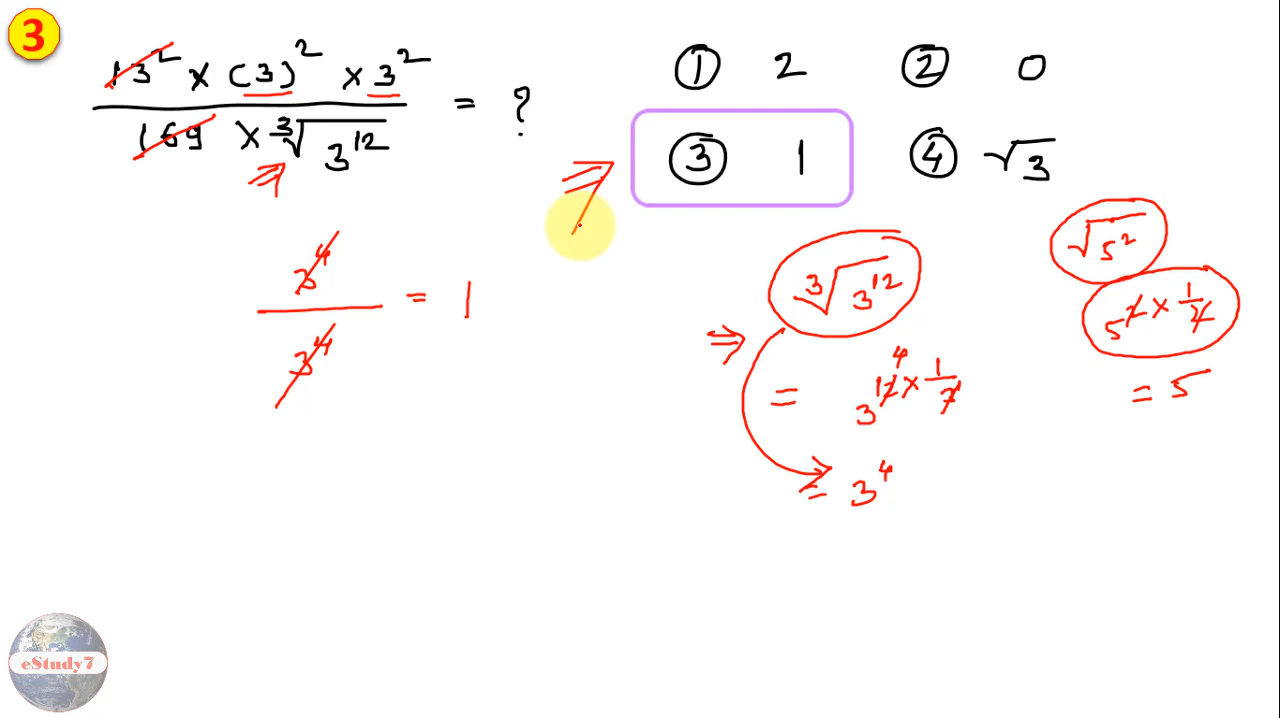 3
13² × (3)² × 3²
169 × ∛3¹²
= ?
① 2 ② 0
③ 1 ④ √3
3⁴
3⁴
= 1
∛3¹²
⇒
= 3^(12⁴ × 1/3)
= 3⁴
√5²
5^(2 × 1/2)
= 5
eStudy7